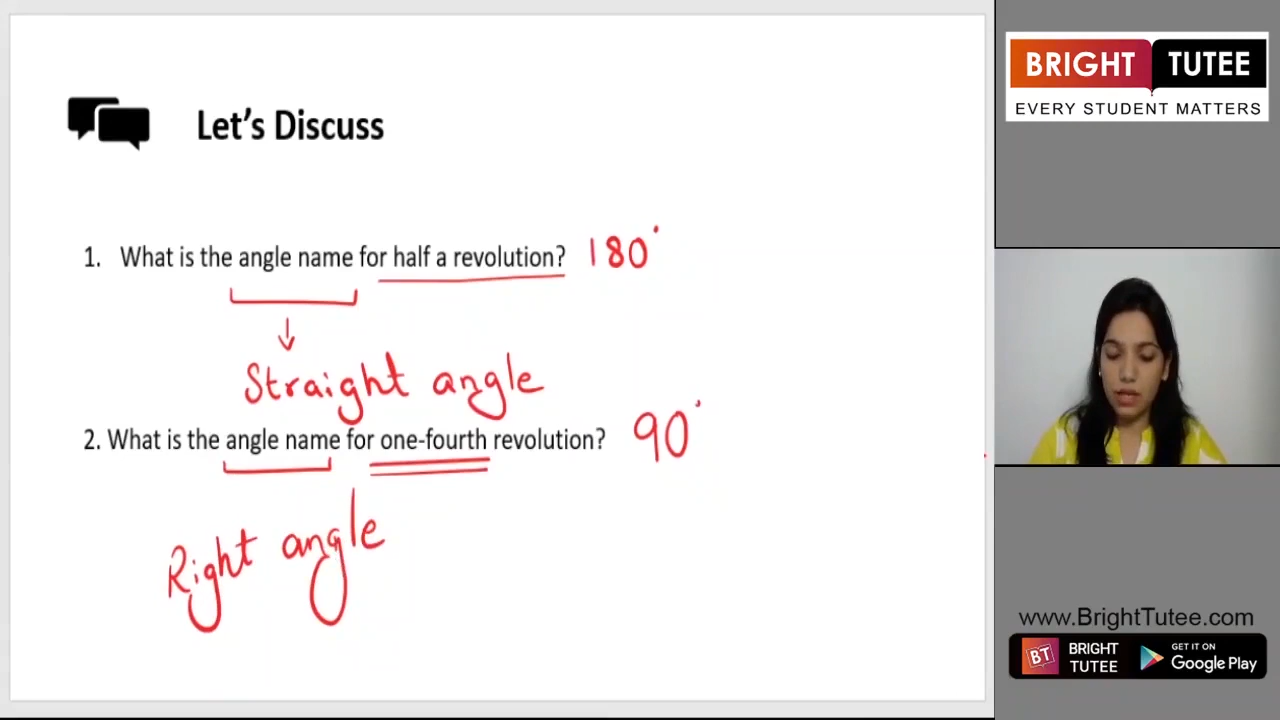 Let's Discuss
1. What is the angle name for half a revolution? 180°
Straight angle
2. What is the angle name for one-fourth revolution? 90°
Right angle
BRIGHT TUTEE
EVERY STUDENT MATTERS
www.BrightTutee.com
BT BRIGHT TUTEE
GET IT ON
Google Play